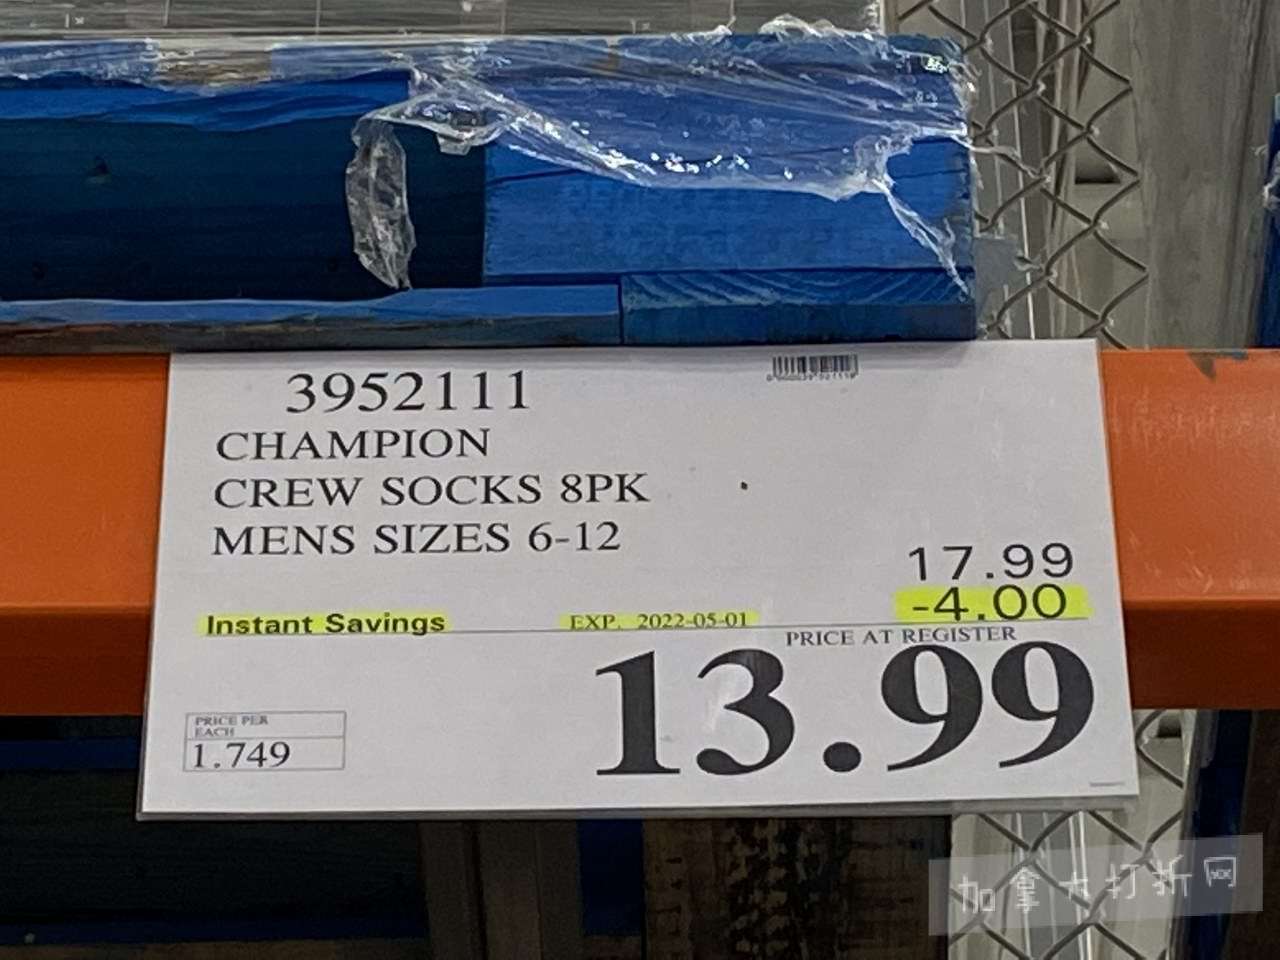 3952111
CHAMPION
CREW SOCKS 8PK
MENS SIZES 6-12
17.99
-4.00
Instant Savings EXP. 2022-05-01
PRICE AT REGISTER
13.99
PRICE PER
EACH
1.749
加拿大打折网